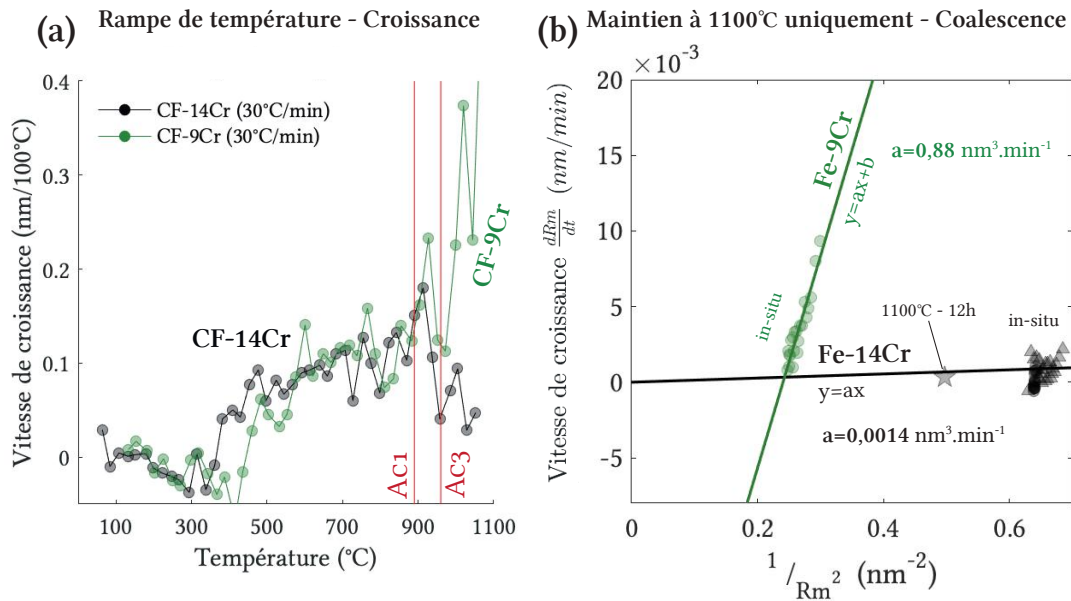 Rampe de température - Croissance
(a)
Vitesse de croissance (nm/100°C)
0.4
0.3
0.2
0.1
0
CF-14Cr (30°C/min)
CF-9Cr (30°C/min)
CF-14Cr
CF-9Cr
Ac1
Ac3
100
300
500
700
900
1100
Température (°C)
Maintien à 1100℃ uniquement - Coalescence
(b)
×10⁻³
Vitesse de croissance dRm/dt (nm/min)
20
15
10
5
0
-5
Fe-9Cr
y=ax+b
a=0,88 nm³.min⁻¹
in-situ
1100℃ - 12h
in-situ
Fe-14Cr
y=ax
a=0,0014 nm³.min⁻¹
0
0.2
0.4
0.6
1/Rm² (nm⁻²)